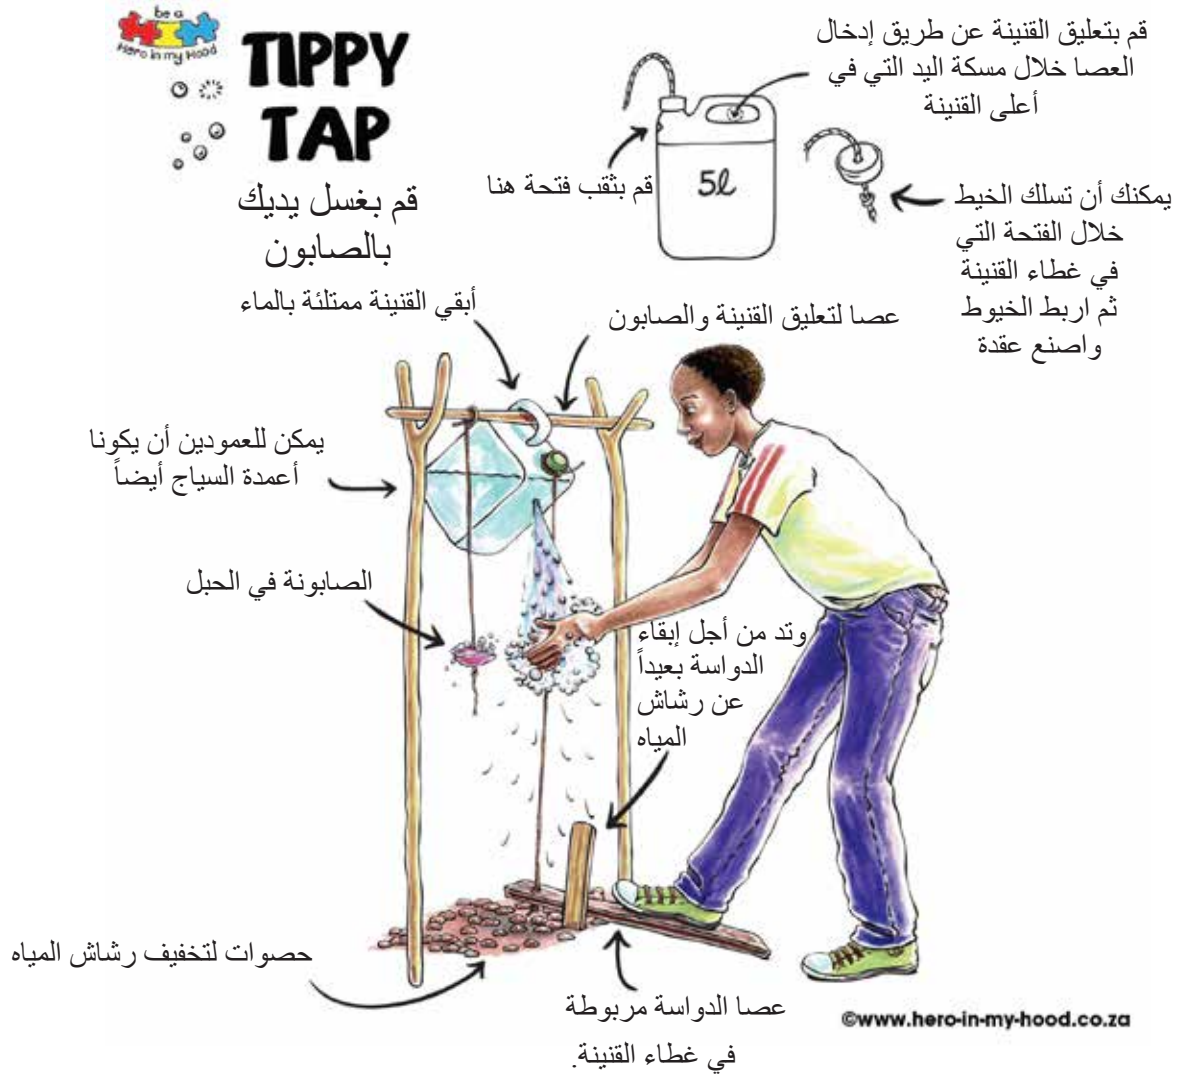 be a
HERO
Hero in my Hood
TIPPY
TAP
قم بغسل يديك
بالصابون
قم بتعليق القنينة عن طريق إدخال
العصا خلال مسكة اليد التي في
أعلى القنينة
5l
قم بثقب فتحة هنا
يمكنك أن تسلك الخيط
خلال الفتحة التي
في غطاء القنينة
ثم اربط الخيوط
واصنع عقدة
أبقي القنينة ممتلئة بالماء
عصا لتعليق القنينة والصابون
يمكن للعمودين أن يكونا
أعمدة السياج أيضاً
الصابونة في الحبل
وتد من أجل إبقاء
الدواسة بعيداً
عن رشاش
المياه
حصوات لتخفيف رشاش المياه
عصا الدواسة مربوطة
في غطاء القنينة.
©www.hero-in-my-hood.co.za